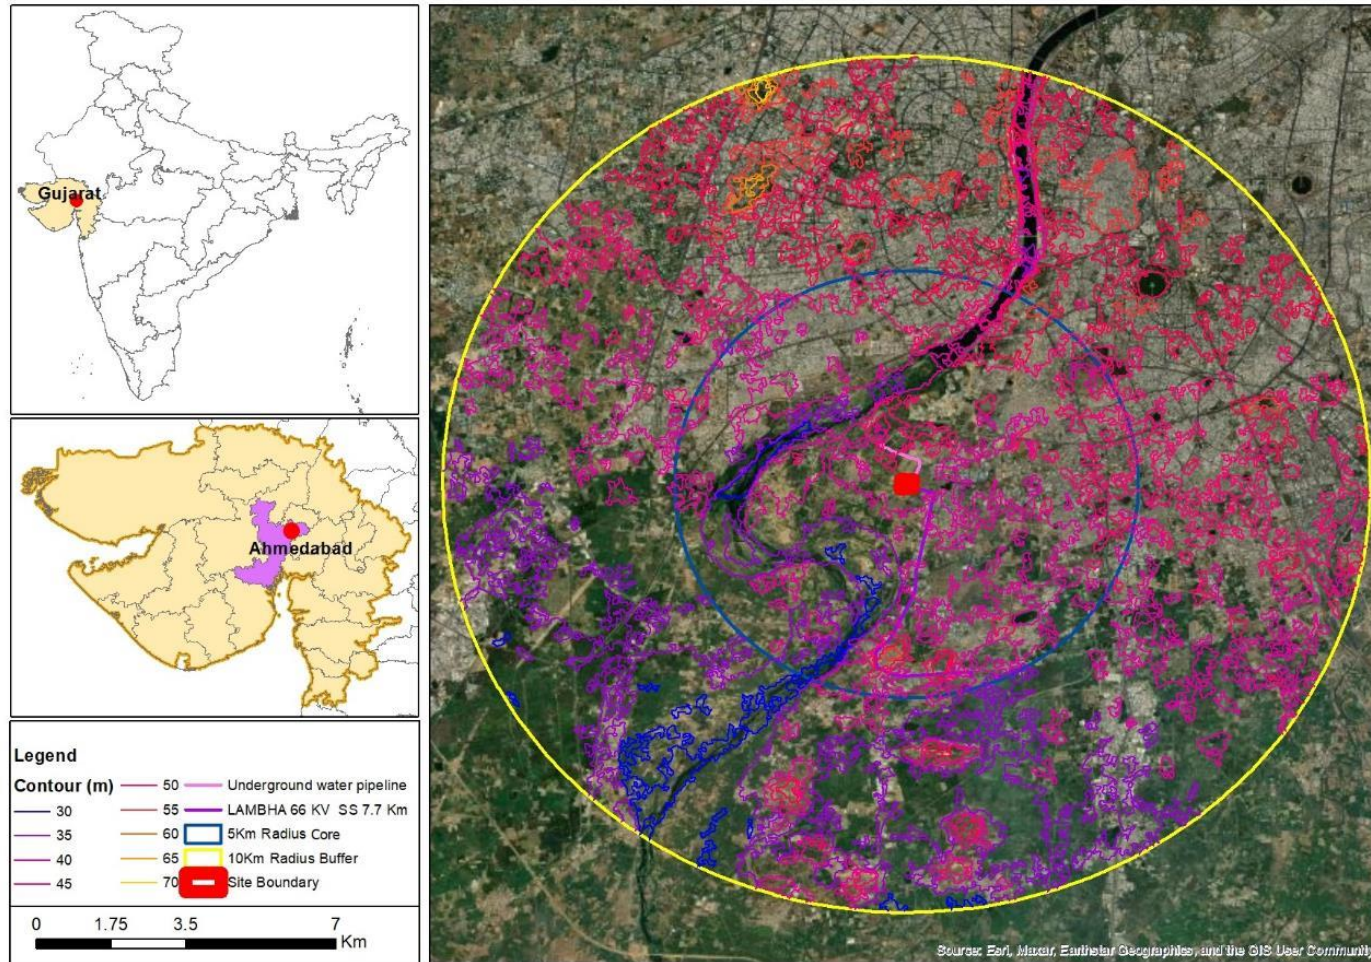 Gujarat
Ahmedabad
Legend
Contour (m)
30
35
40
45
50
55
60
65
70
Underground water pipeline
LAMBHA 66 KV SS 7.7 Km
5Km Radius Core
10Km Radius Buffer
Site Boundary
0 1.75 3.5 7
Km
Source: Esri, Maxar, Earthstar Geographics, and the GIS User Communit